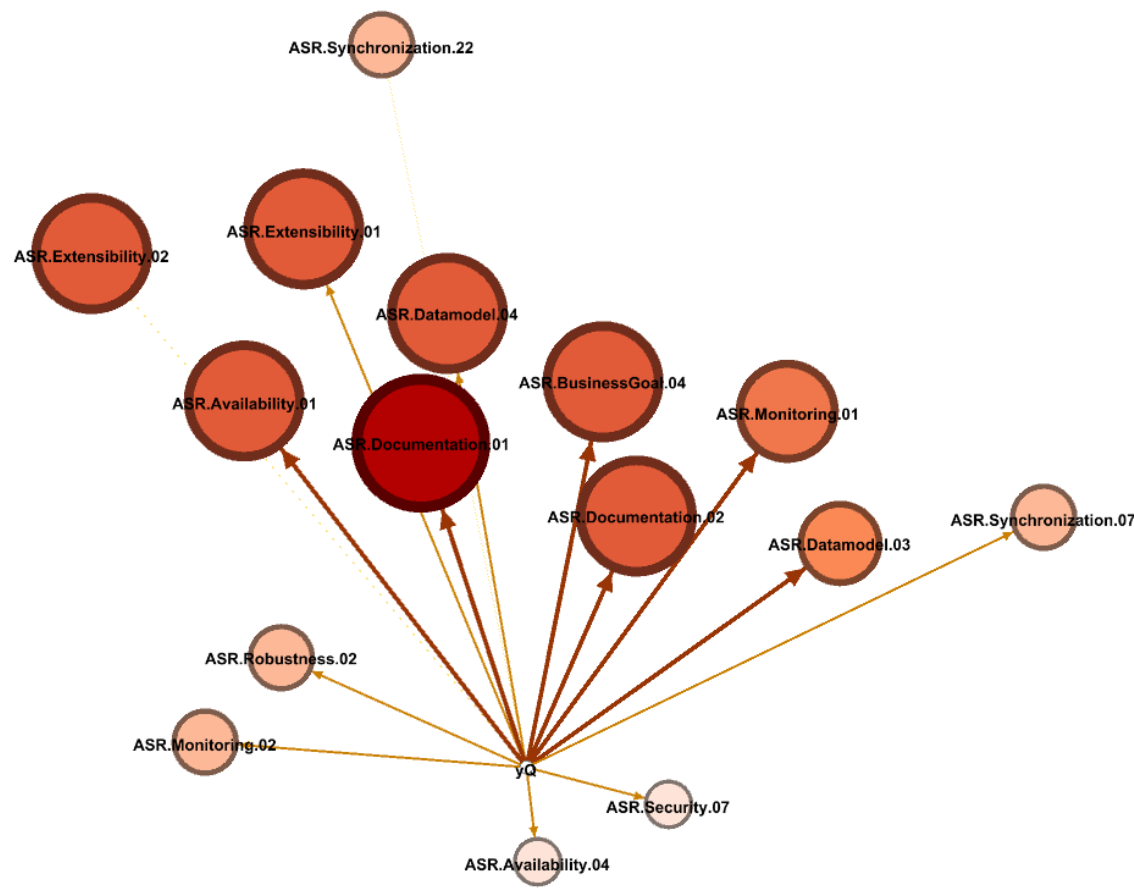 ASR.Synchronization.22
ASR.Extensibility.01
ASR.Extensibility.02
ASR.Datamodel.04
ASR.BusinessGoal.04
ASR.Availability.01
ASR.Monitoring.01
ASR.Documentation.01
ASR.Documentation.02
ASR.Synchronization.07
ASR.Datamodel.03
ASR.Robustness.02
ASR.Monitoring.02
yQ
ASR.Security.07
ASR.Availability.04